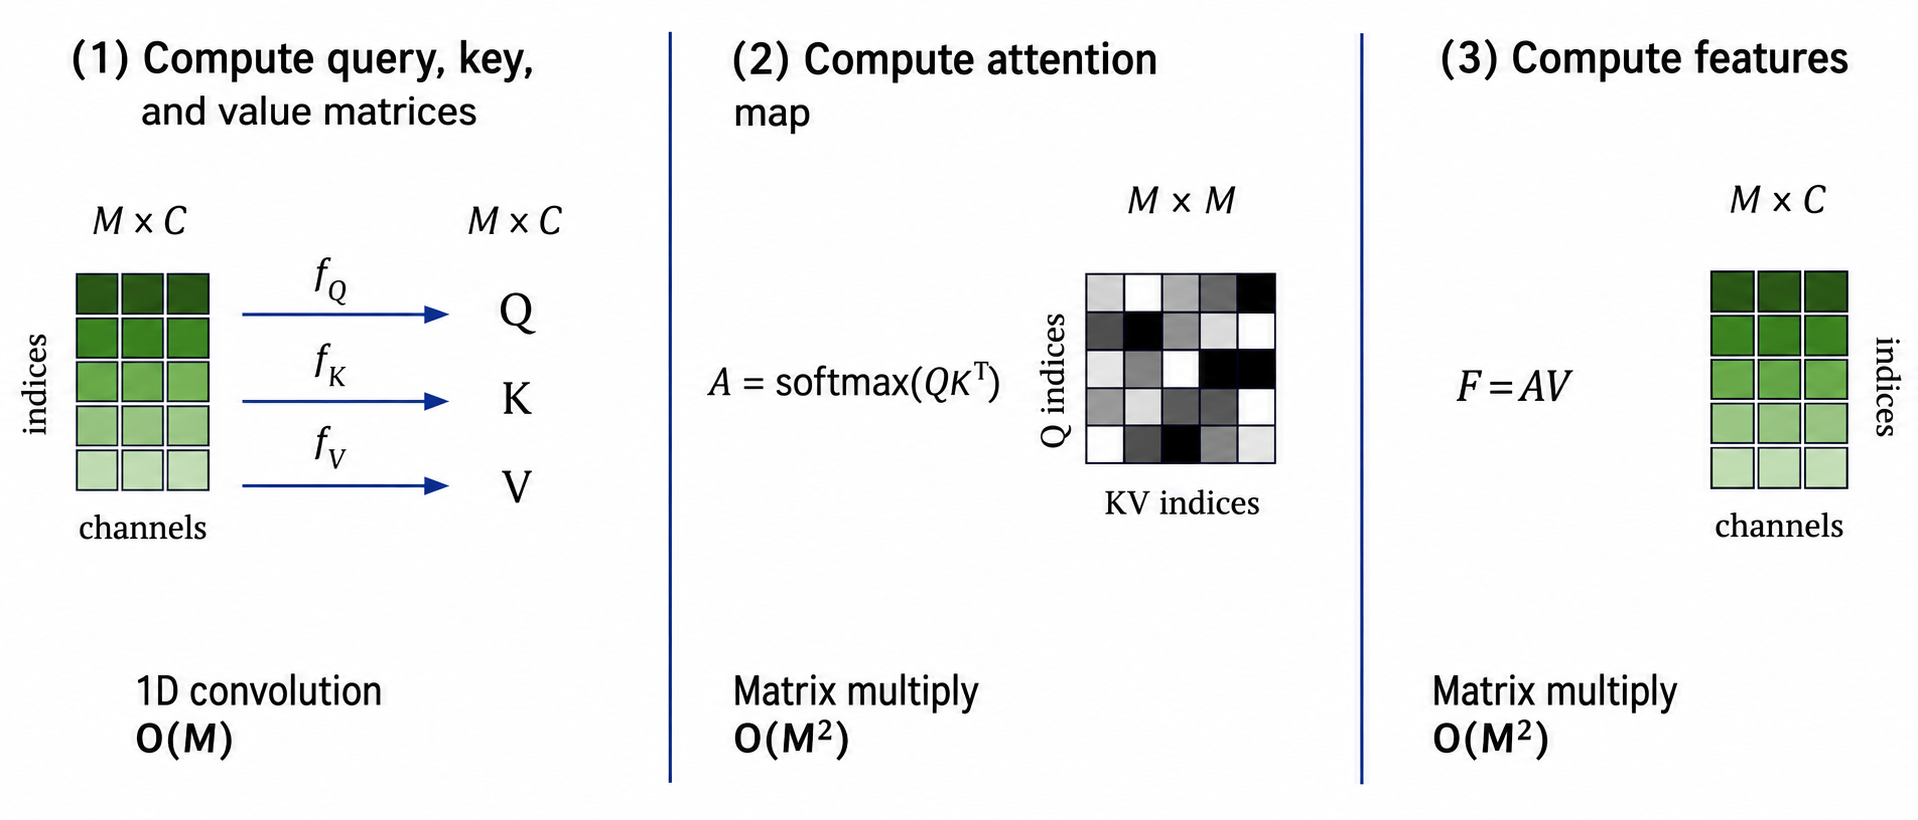 (1) Compute query, key,
and value matrices
M x C
M x C
indices
channels
f_Q
f_K
f_V
Q
K
V
1D convolution
O(M)
(2) Compute attention
map
M × M
A = softmax(QKᵀ)
Q indices
KV indices
Matrix multiply
O(M²)
(3) Compute features
M x C
F = AV
indices
channels
Matrix multiply
O(M²)